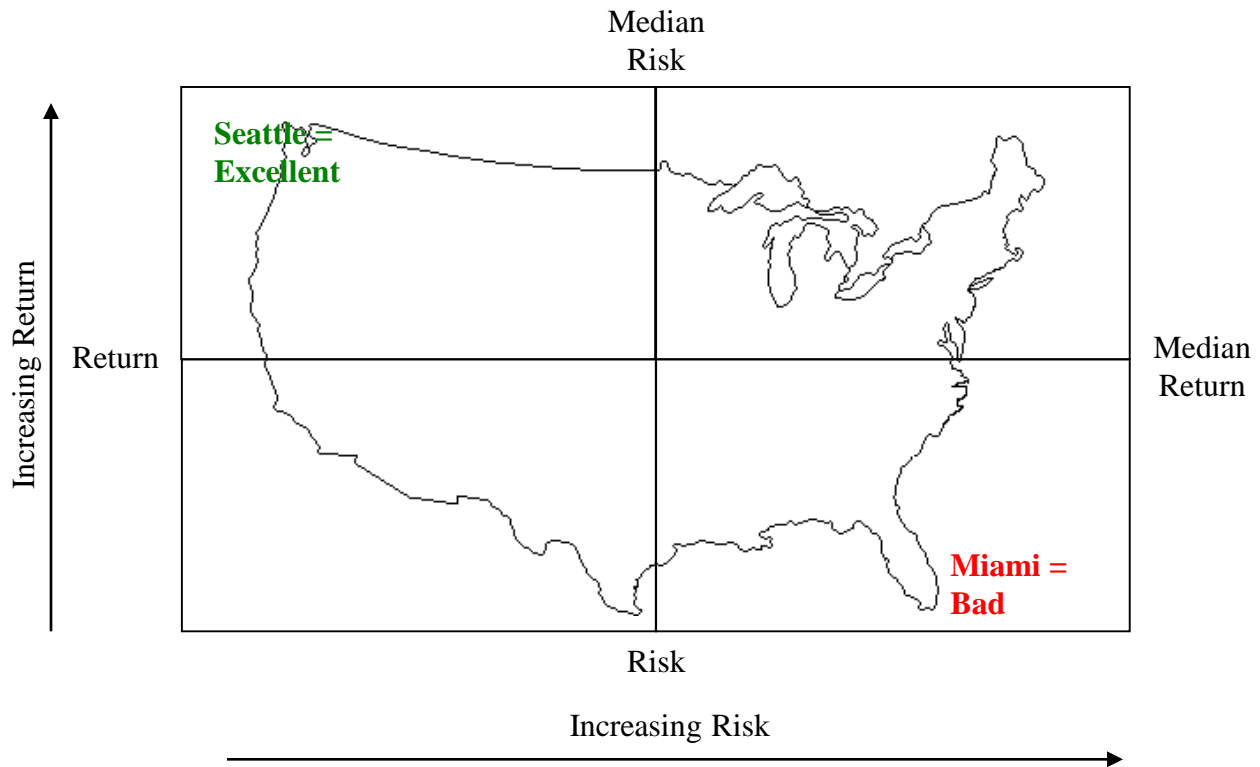 Median
Risk
Seattle =
Excellent
Increasing Return
Return
Median
Return
Miami =
Bad
Risk
Increasing Risk